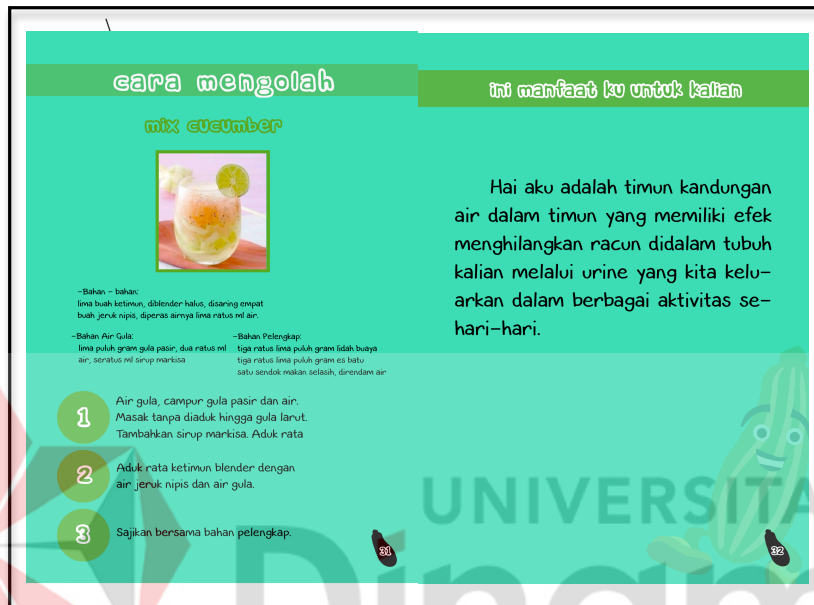 cara mengolah
mix cucumber
-Bahan - bahan:
lima buah ketimun, diblender halus, disaring empat
buah jeruk nipis, diperas airnya lima ratus ml air.
-Bahan Air Gula:
lima puluh gram gula pasir, dua ratus ml
air, seratus ml sirup markisa
-Bahan Pelengkap:
tiga ratus lima puluh gram lidah buaya
tiga ratus lima puluh gram es batu
satu sendok makan selasih, direndam air
1
Air gula, campur gula pasir dan air.
Masak tanpa diaduk hingga gula larut.
Tambahkan sirup markisa. Aduk rata
2
Aduk rata ketimun blender dengan
air jeruk nipis dan air gula.
3
Sajikan bersama bahan pelengkap.
31
ini manfaat ku untuk kalian
Hai aku adalah timun kandungan
air dalam timun yang memiliki efek
menghilangkan racun didalam tubuh
kalian melalui urine yang kita kelu-
arkan dalam berbagai aktivitas se-
hari-hari.
32
UNIVERSITA
Dinam